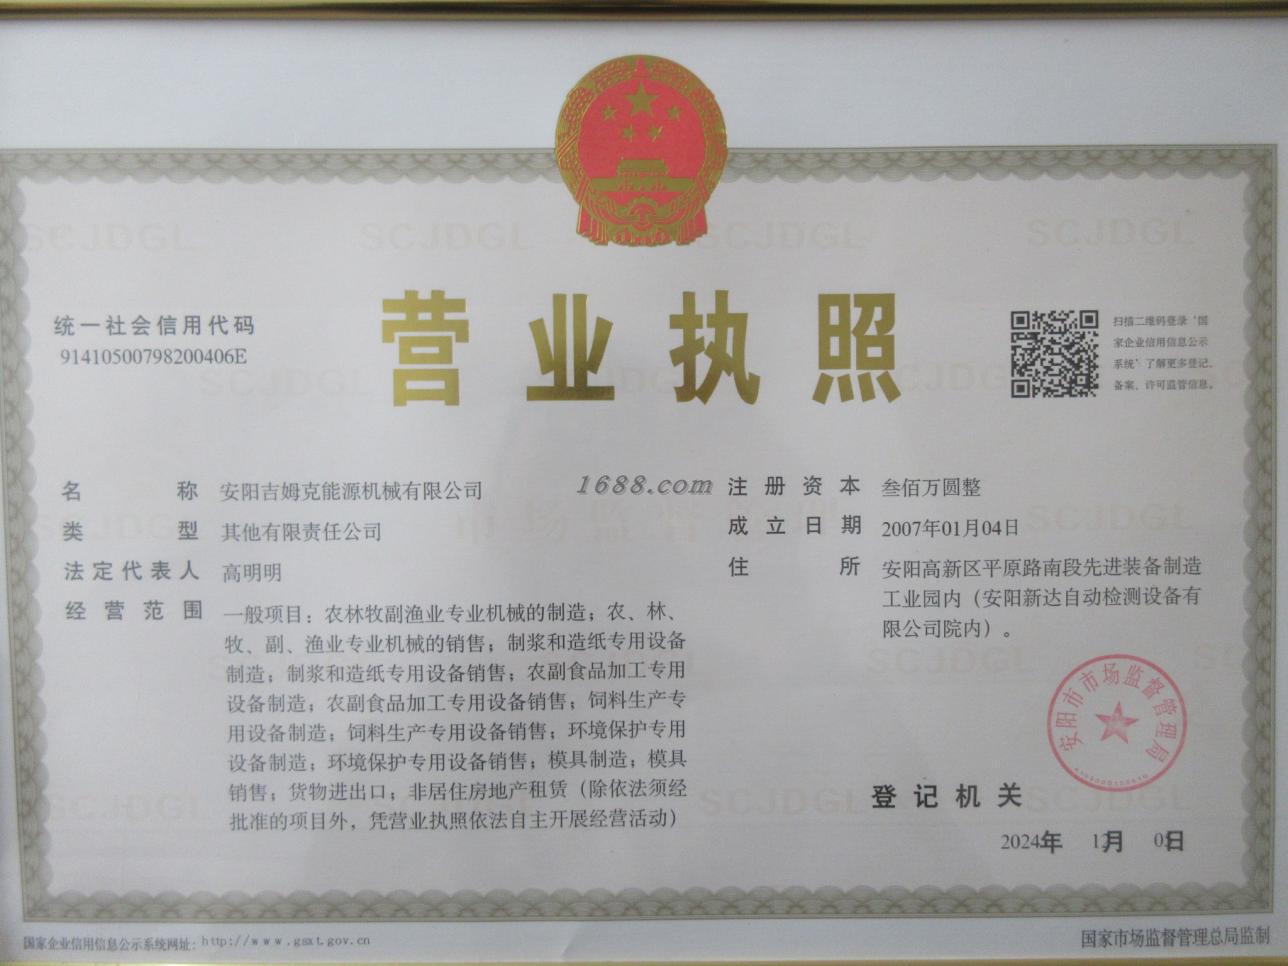 营业执照
统一社会信用代码
91410500798200406E
扫描二维码登录‘国
家企业信用信息公示
系统’了解更多登记、
备案、许可监管信息。
名 称 安阳吉姆克能源机械有限公司
类 型 其他有限责任公司
法定代表人 高明明
经营范围 一般项目：农林牧副渔业专业机械的制造；农、林、
牧、副、渔业专业机械的销售；制浆和造纸专用设备
制造；制浆和造纸专用设备销售；农副食品加工专用
设备制造；农副食品加工专用设备销售；饲料生产专
用设备制造；饲料生产专用设备销售；环境保护专用
设备制造；环境保护专用设备销售；模具制造；模具
销售；货物进出口；非居住房地产租赁（除依法须经
批准的项目外，凭营业执照依法自主开展经营活动）
1688.com
注册资本 叁佰万圆整
成立日期 2007年01月04日
住 所 安阳高新区平原路南段先进装备制造
工业园内（安阳新达自动检测设备有
限公司院内）。
安阳市市场监督管理局
登记机关
2024年 12月 05日
国家企业信用信息公示系统网址：http://www.gsxt.gov.cn
国家市场监督管理总局监制